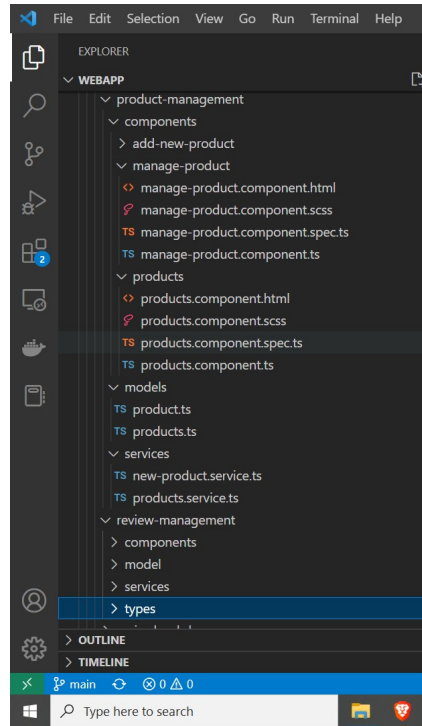 File Edit Selection View Go Run Terminal Help
EXPLORER
WEBAPP
product-management
components
add-new-product
manage-product
manage-product.component.html
manage-product.component.scss
TS manage-product.component.spec.ts
TS manage-product.component.ts
products
products.component.html
products.component.scss
TS products.component.spec.ts
TS products.component.ts
models
TS product.ts
TS products.ts
services
TS new-product.service.ts
TS products.service.ts
review-management
components
model
services
types
OUTLINE
TIMELINE
2
main 0 0
Type here to search